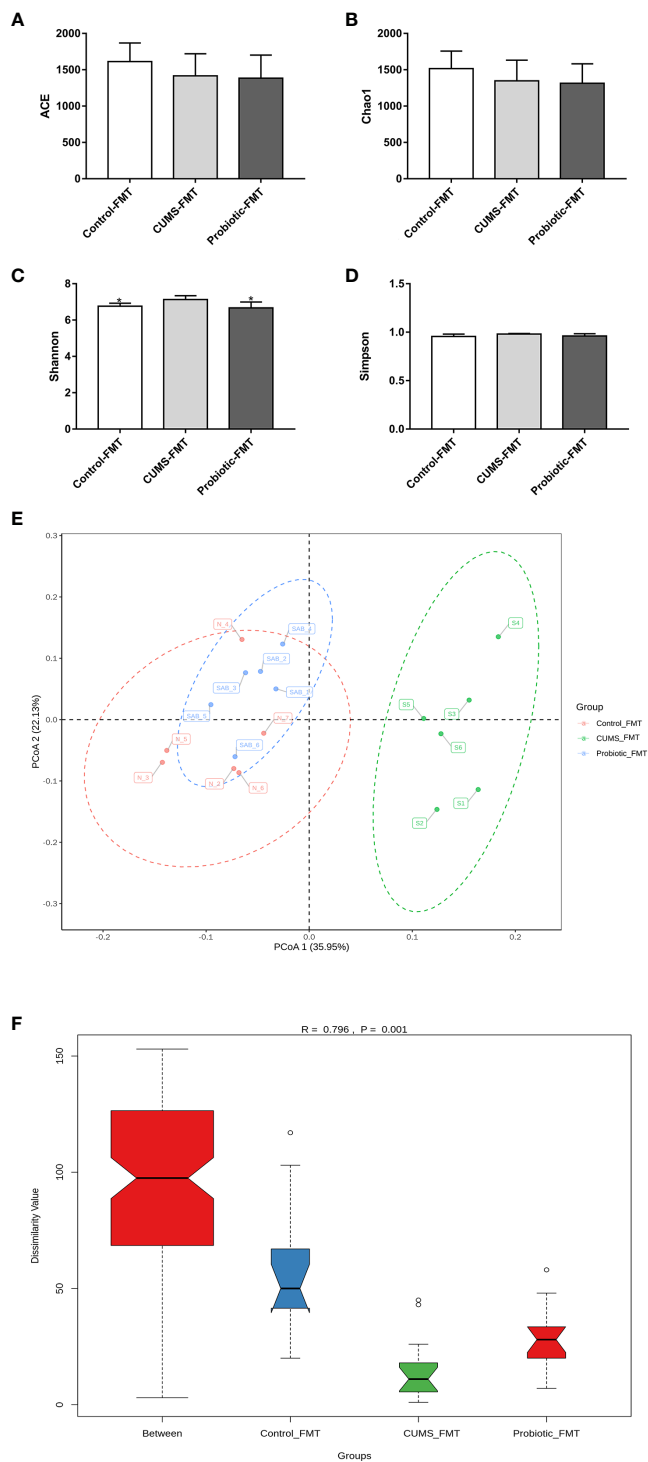 A
2000
1500
1000
500
0
ACE
Control-FMT
CUMS-FMT
Probiotic-FMT
B
2000
1500
1000
500
0
Chao1
Control-FMT
CUMS-FMT
Probiotic-FMT
C
8
6
4
2
0
Shannon
*
*
Control-FMT
CUMS-FMT
Probiotic-FMT
D
1.5
1.0
0.5
0.0
Simpson
Control-FMT
CUMS-FMT
Probiotic-FMT
E
0.3
0.2
0.1
0.0
-0.1
-0.2
-0.3
PCoA 2 (22.13%)
N_4
SAB_2
SAB_3
SAB_5
N_5
SAB_6
N_3
N_2
N_6
S4
S5
S3
S6
S1
S2
-0.2
-0.1
0.0
0.1
0.2
PCoA 1 (35.95%)
Group
Control_FMT
CUMS_FMT
Probiotic_FMT
F
R = 0.796 , P = 0.001
150
100
50
0
Dissimilarity Value
Between
Control_FMT
CUMS_FMT
Probiotic_FMT
Groups